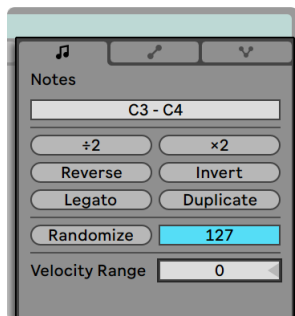 Notes
C3 - C4
÷2 ×2
Reverse Invert
Legato Duplicate
Randomize 127
Velocity Range 0